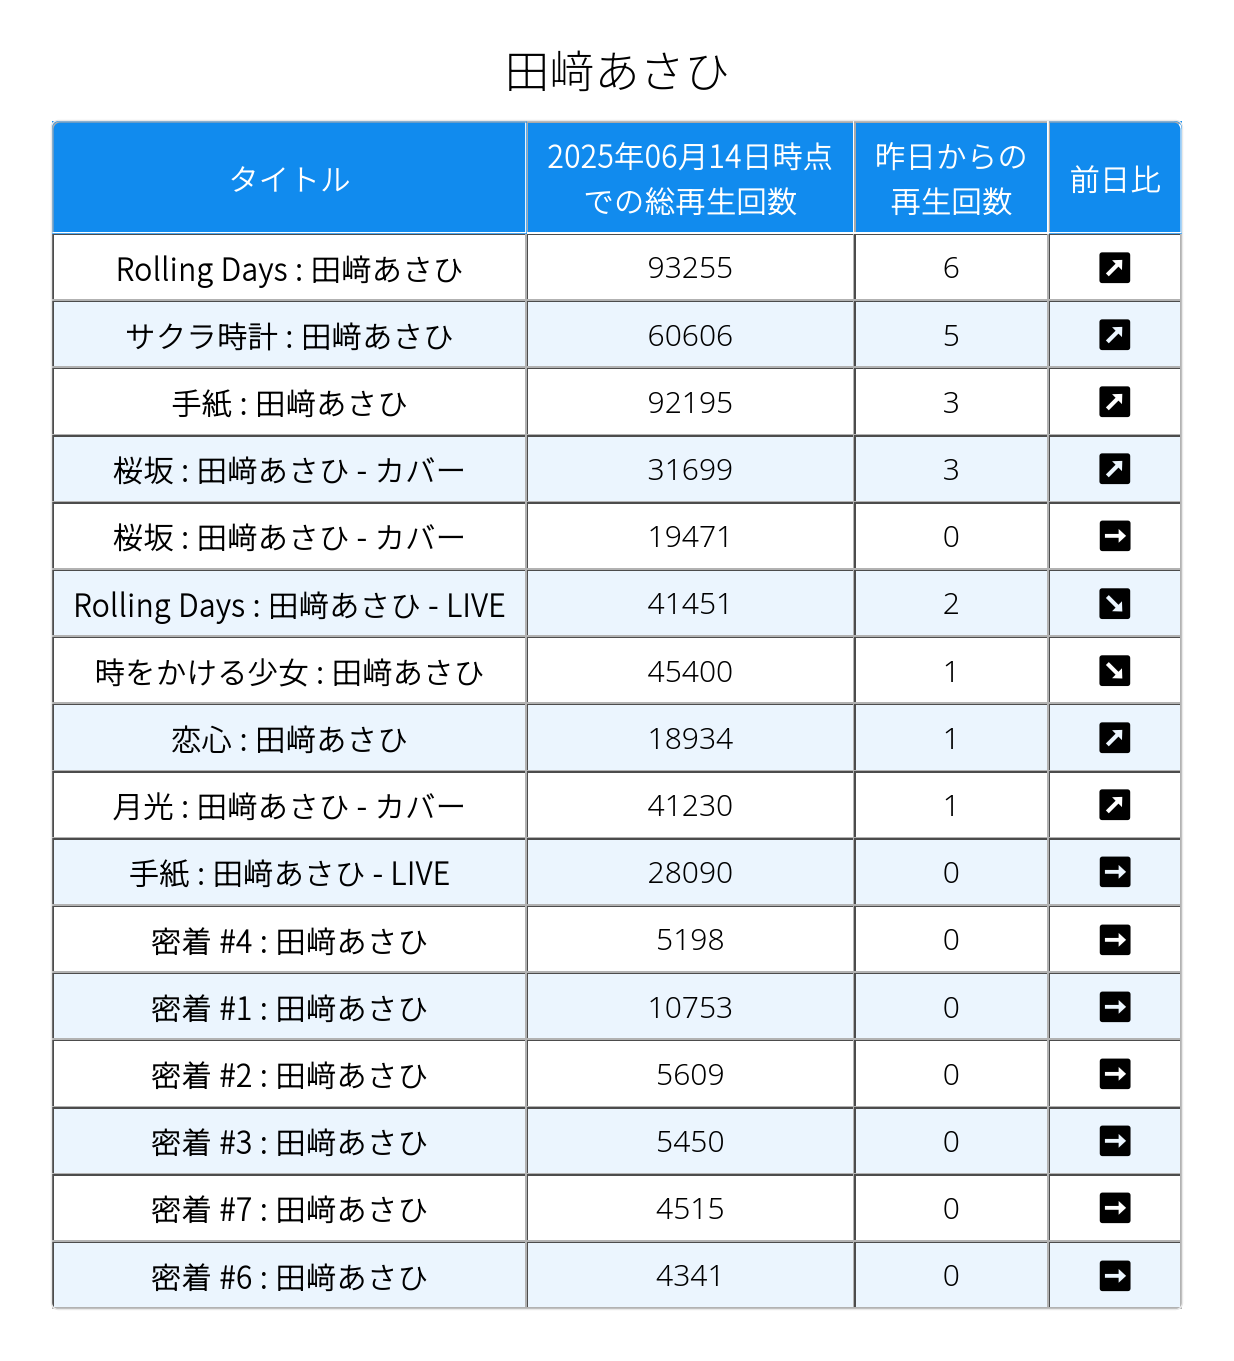 田﨑あさひ
タイトル 2025年06月14日時点での総再生回数 昨日からの再生回数 前日比
Rolling Days : 田﨑あさひ 93255 6 ↗
サクラ時計 : 田﨑あさひ 60606 5 ↗
手紙 : 田﨑あさひ 92195 3 ↗
桜坂 : 田﨑あさひ - カバー 31699 3 ↗
桜坂 : 田﨑あさひ - カバー 19471 0 →
Rolling Days : 田﨑あさひ - LIVE 41451 2 ↘
時をかける少女 : 田﨑あさひ 45400 1 ↘
恋心 : 田﨑あさひ 18934 1 ↗
月光 : 田﨑あさひ - カバー 41230 1 ↗
手紙 : 田﨑あさひ - LIVE 28090 0 →
密着 #4 : 田﨑あさひ 5198 0 →
密着 #1 : 田﨑あさひ 10753 0 →
密着 #2 : 田﨑あさひ 5609 0 →
密着 #3 : 田﨑あさひ 5450 0 →
密着 #7 : 田﨑あさひ 4515 0 →
密着 #6 : 田﨑あさひ 4341 0 →